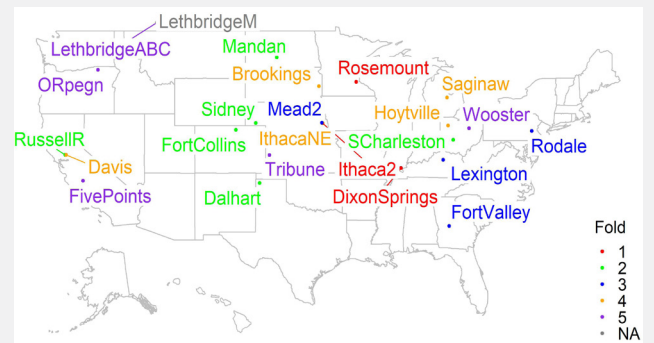 LethbridgeM
LethbridgeABC
Mandan
Rosemount
ORpegn
Brookings
Saginaw
Sidney
Mead2
Hoytville
Wooster
RussellR
FortCollins
IthacaNE
SCharleston
Rodale
Davis
Tribune
Ithaca2
Lexington
FivePoints
Dalhart
DixonSprings
FortValley
Fold
1
2
3
4
5
NA